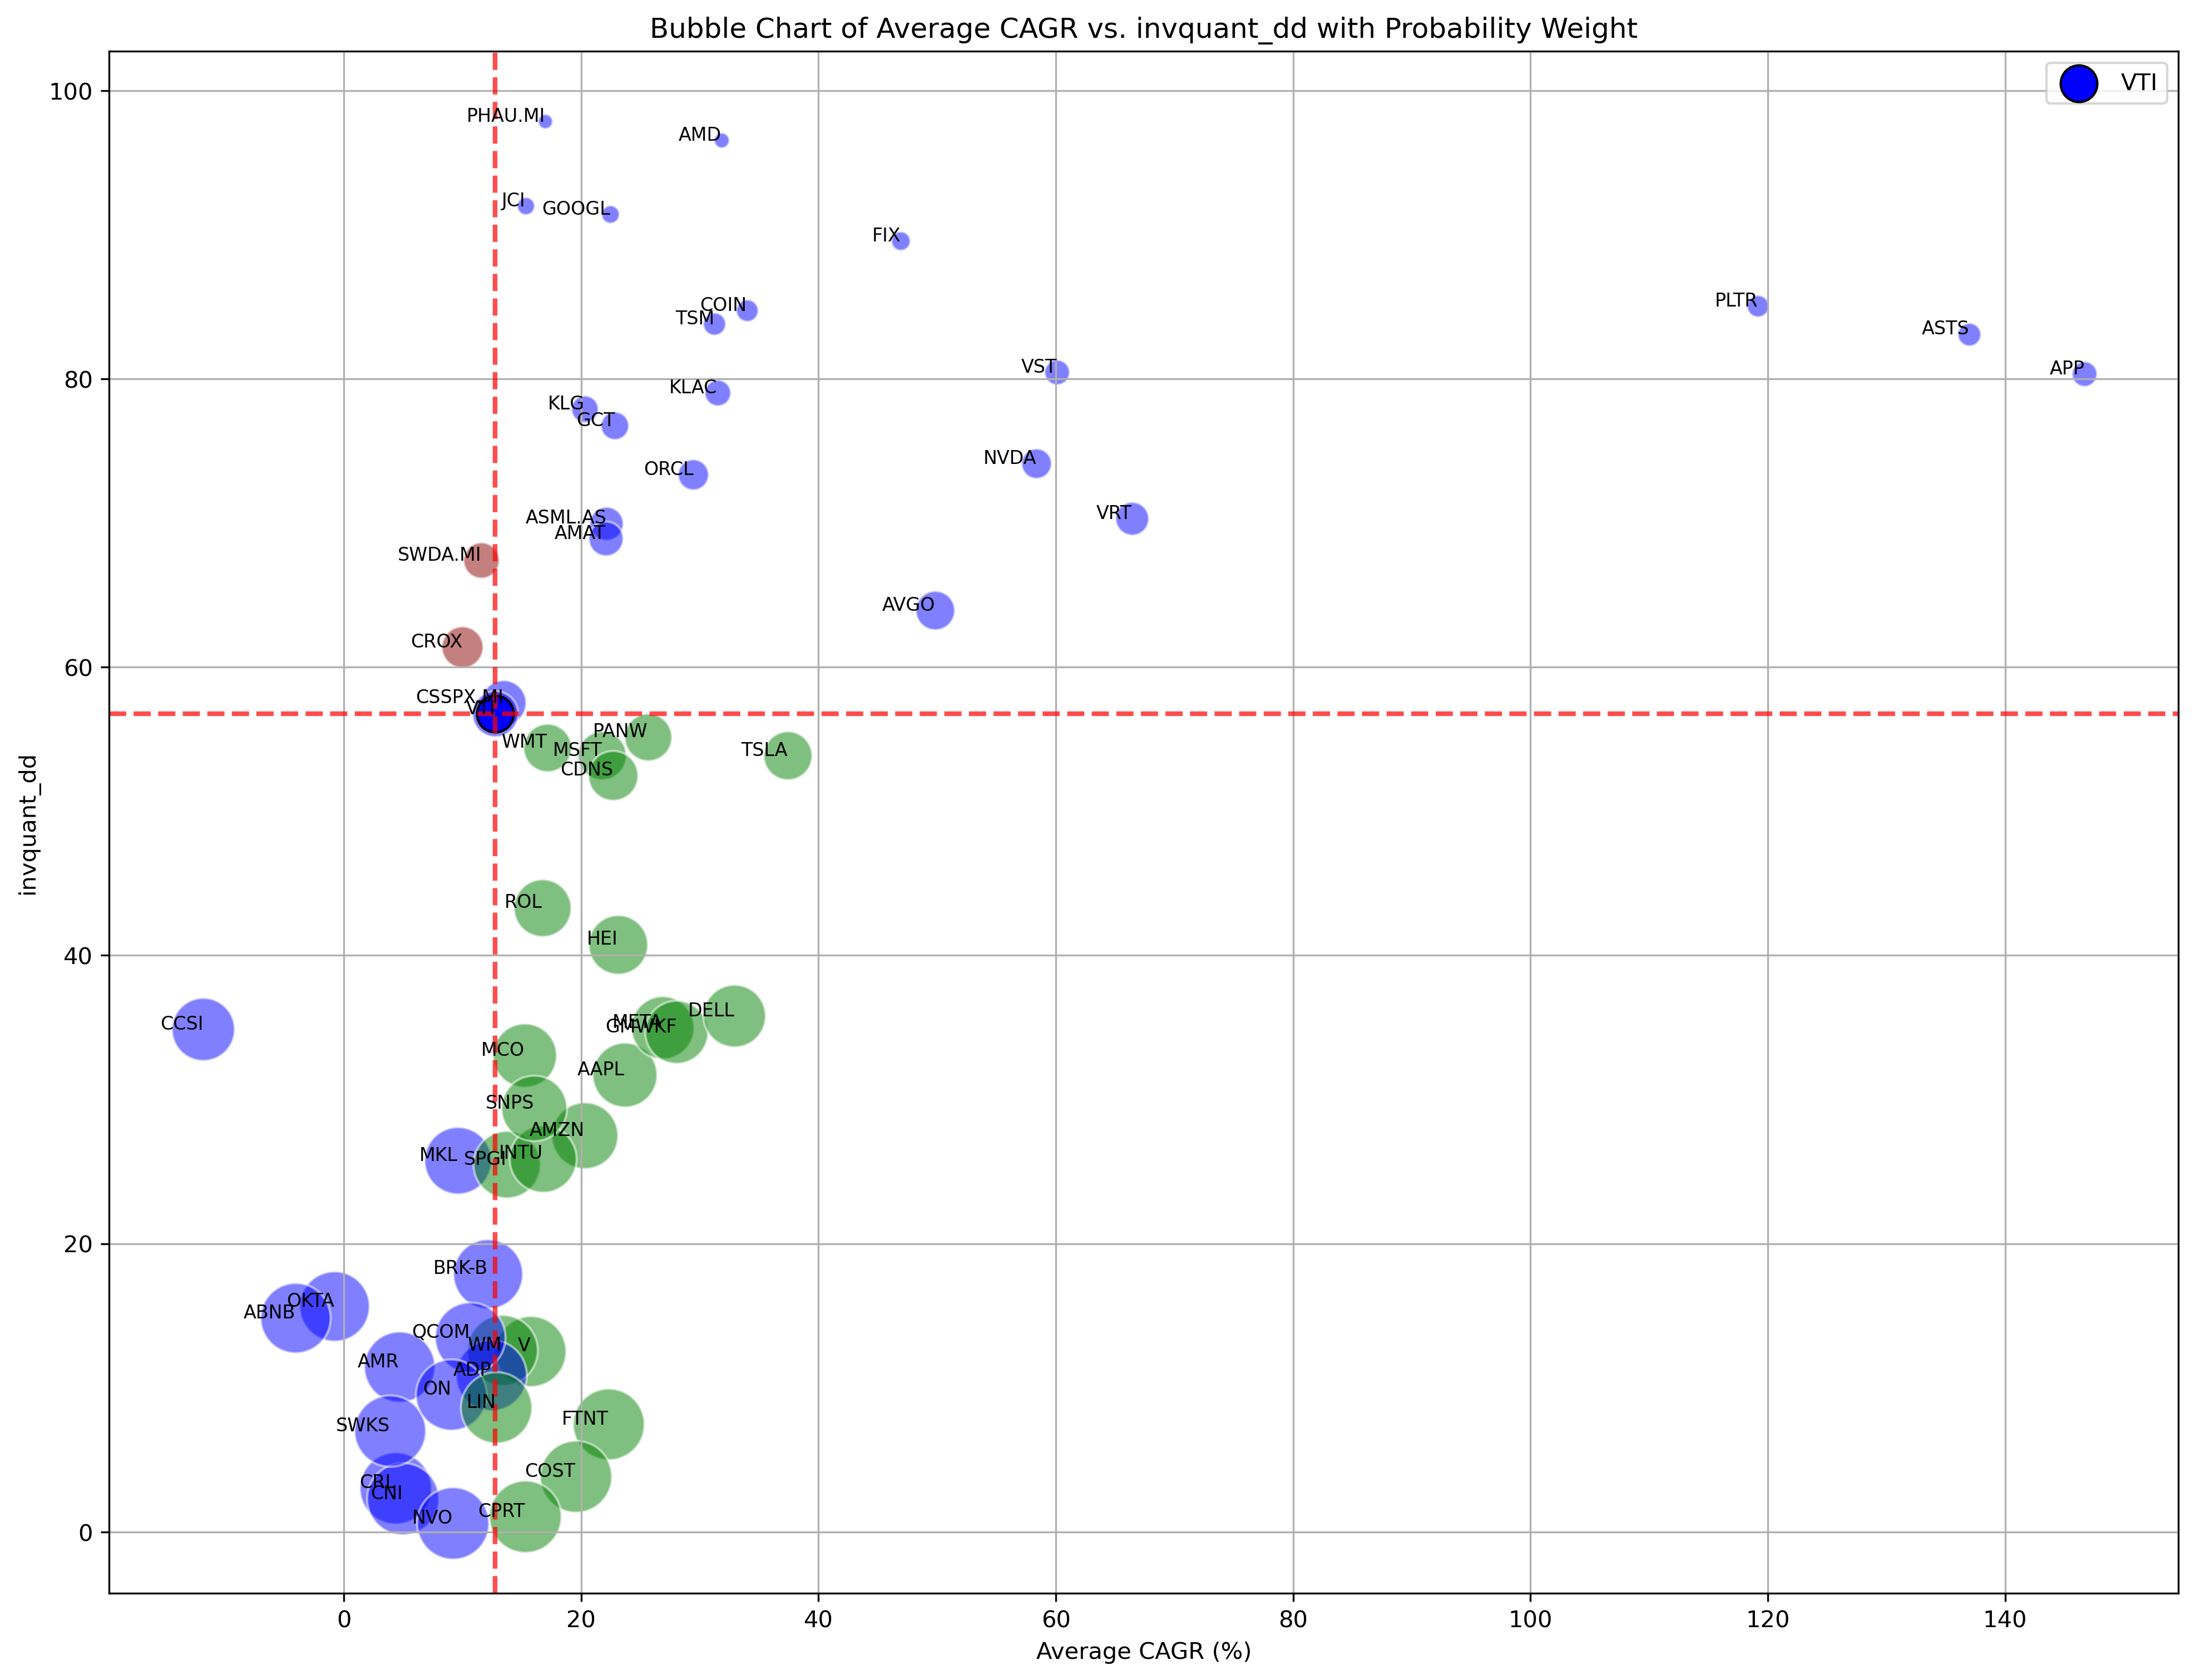 Bubble Chart of Average CAGR vs. invquant_dd with Probability Weight
VTI
100
PHAU.MI
AMD
JCI
GOOGL
FIX
COIN
TSM
PLTR
ASTS
80
VST
APP
KLAC
KLG
GCT
NVDA
ORCL
VRT
ASML.AS
AMAT
SWDA.MI
AVGO
CROX
60
CSSPX.MI
WMT
PANW
MSFT
TSLA
CDNS
invquant_dd
ROL
HEI
40
DELL
CCSI
META
MCO
AAPL
SNPS
AMZN
MKL
SPGI
INTU
20
BRK-B
OKTA
ABNB
QCOM
WM
V
AMR
ADP
ON
LIN
SWKS
FTNT
COST
CRL
CNI
NVO
CPRT
0
0
20
40
60
80
100
120
140
Average CAGR (%)